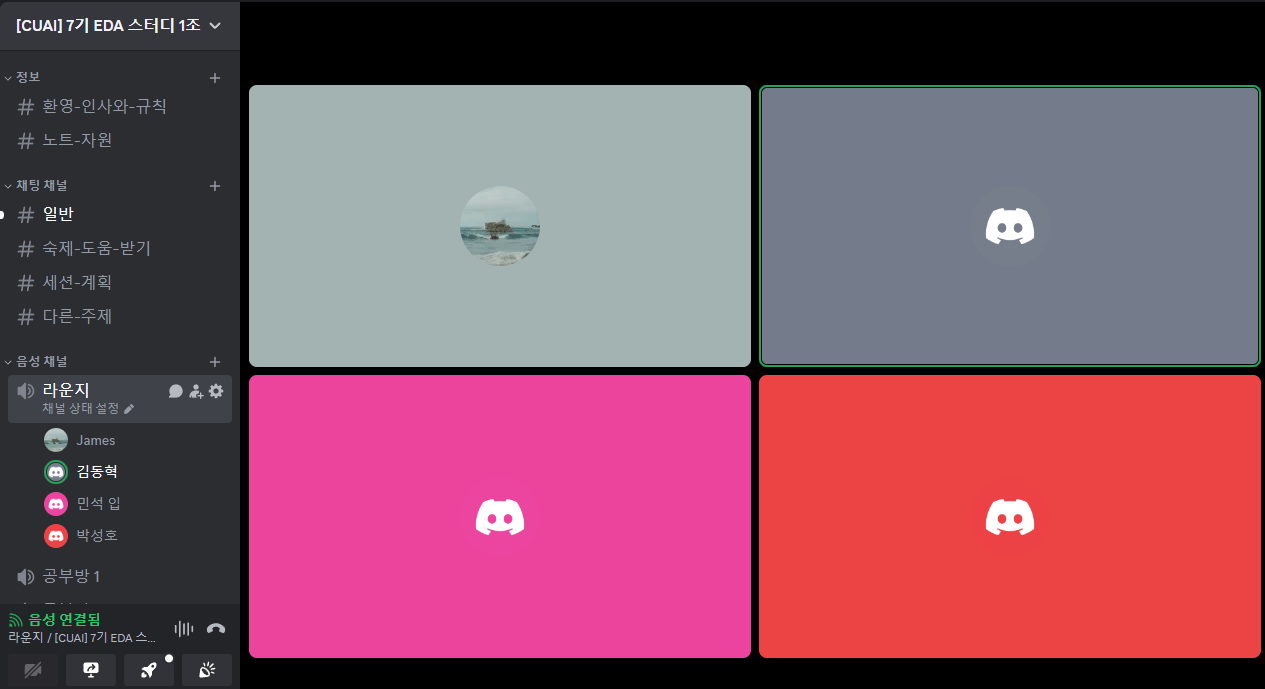 [CUAI] 7기 EDA 스터디 1조
정보
# 환영-인사와-규칙
# 노트-자원
채팅 채널
# 일반
# 숙제-도움-받기
# 세션-계획
# 다른-주제
음성 채널
라운지
채널 상태 설정
James
김동혁
민석 입
박성호
공부방 1
음성 연결됨
라운지 / [CUAI] 7기 EDA 스...